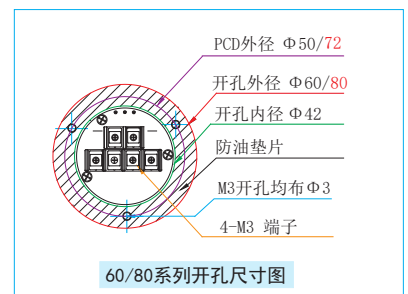 PCD外径 Φ50/72
开孔外径 Φ60/80
开孔内径 Φ42
防油垫片
M3开孔均布Φ3
4-M3 端子
60/80系列开孔尺寸图